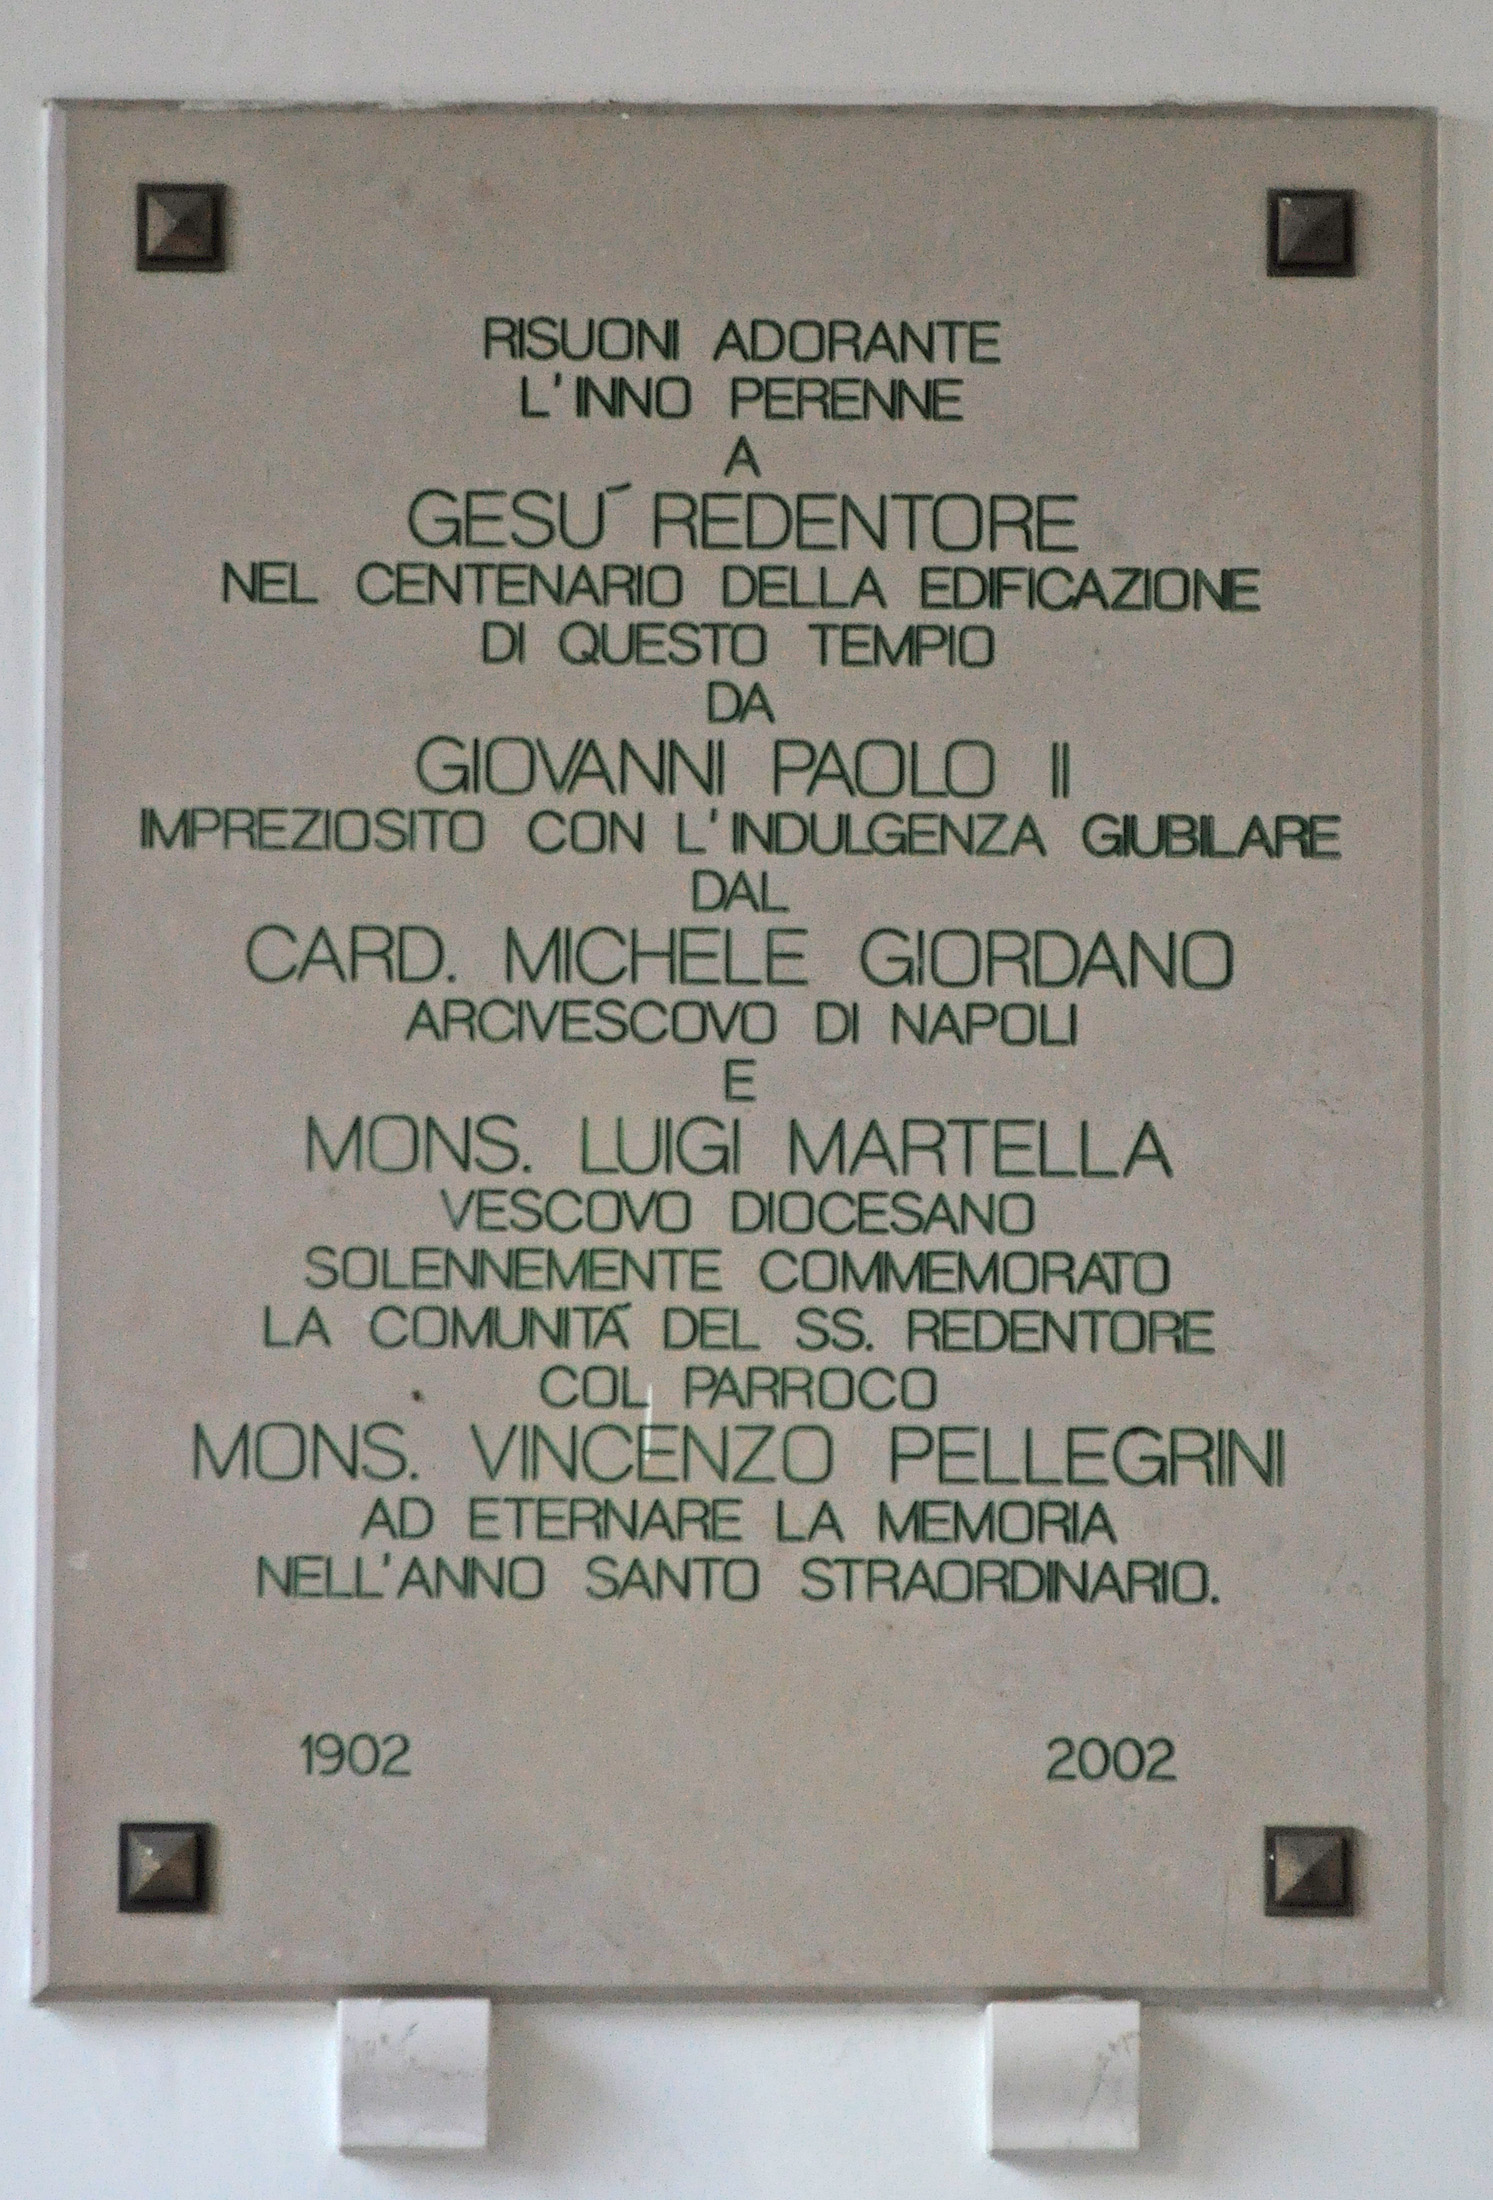 RISUONI ADORANTE
L'INNO PERENNE
A
GESU´ REDENTORE
NEL CENTENARIO DELLA EDIFICAZIONE
DI QUESTO TEMPIO
DA
GIOVANNI PAOLO II
IMPREZIOSITO CON L'INDULGENZA GIUBILARE
DAL
CARD. MICHELE GIORDANO
ARCIVESCOVO DI NAPOLI
E
MONS. LUIGI MARTELLA
VESCOVO DIOCESANO
SOLENNEMENTE COMMEMORATO
LA COMUNITA´ DEL SS. REDENTORE
COL PARROCO
MONS. VINCENZO PELLEGRINI
AD ETERNARE LA MEMORIA
NELL'ANNO SANTO STRAORDINARIO.
1902 2002